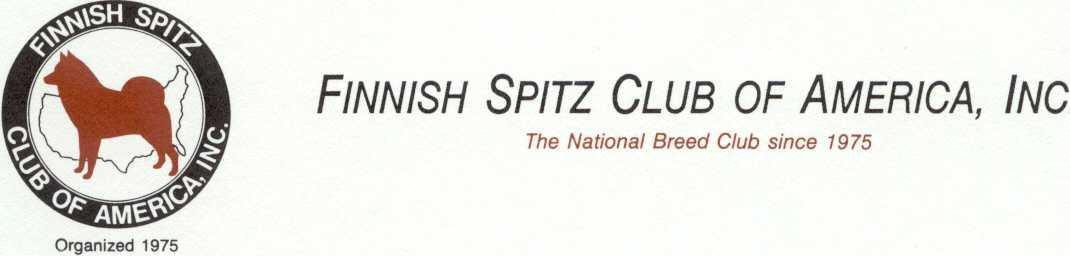 FINNISH SPITZ
CLUB OF AMERICA, INC.
Organized 1975
FINNISH SPITZ CLUB OF AMERICA, INC
The National Breed Club since 1975